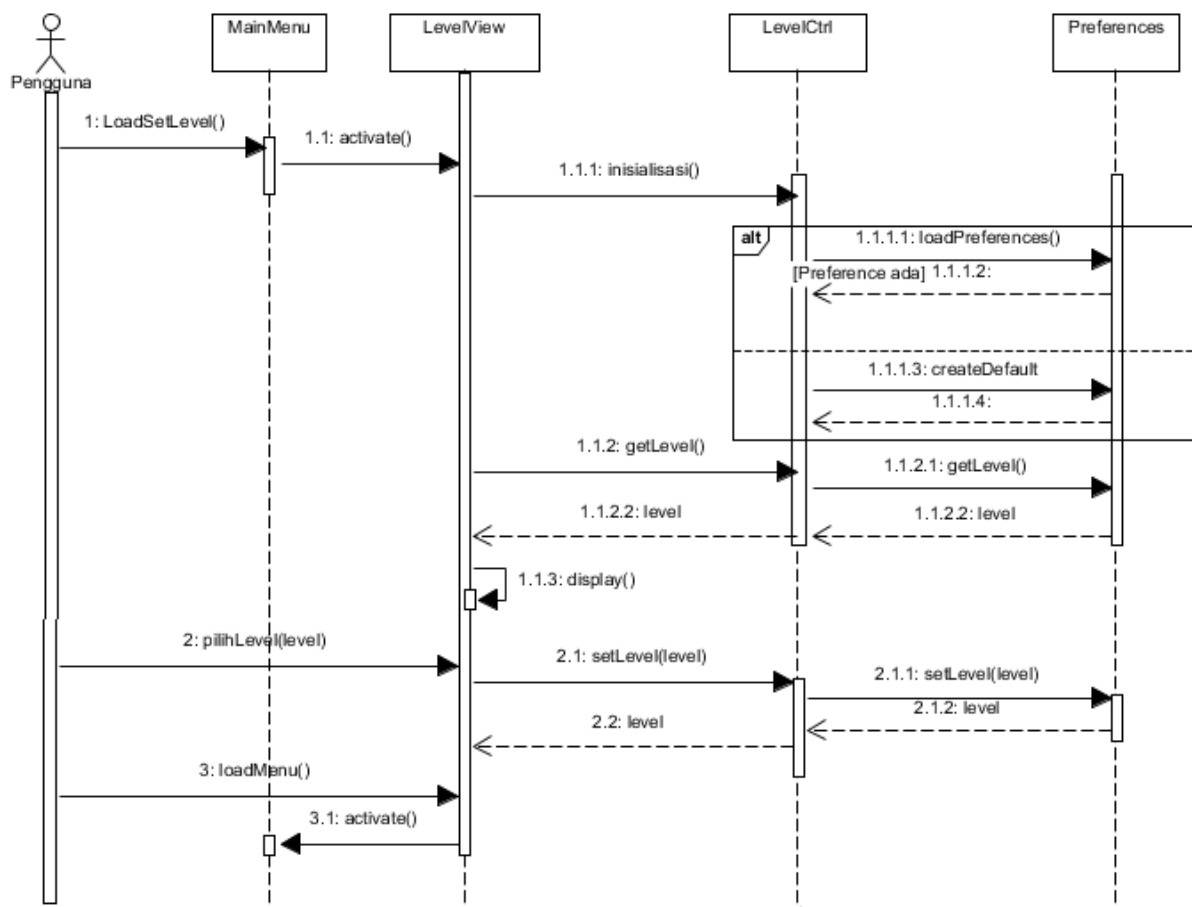 MainMenu
LevelView
LevelCtrl
Preferences
Pengguna
1: LoadSetLevel()
1.1: activate()
1.1.1: inisialisasi()
alt
1.1.1.1: loadPreferences()
[Preference ada]
1.1.1.2:
1.1.1.3: createDefault
1.1.1.4:
1.1.2: getLevel()
1.1.2.1: getLevel()
1.1.2.2: level
1.1.2.2: level
1.1.3: display()
2: pilihLevel(level)
2.1: setLevel(level)
2.1.1: setLevel(level)
2.1.2: level
2.2: level
3: loadMenu()
3.1: activate()